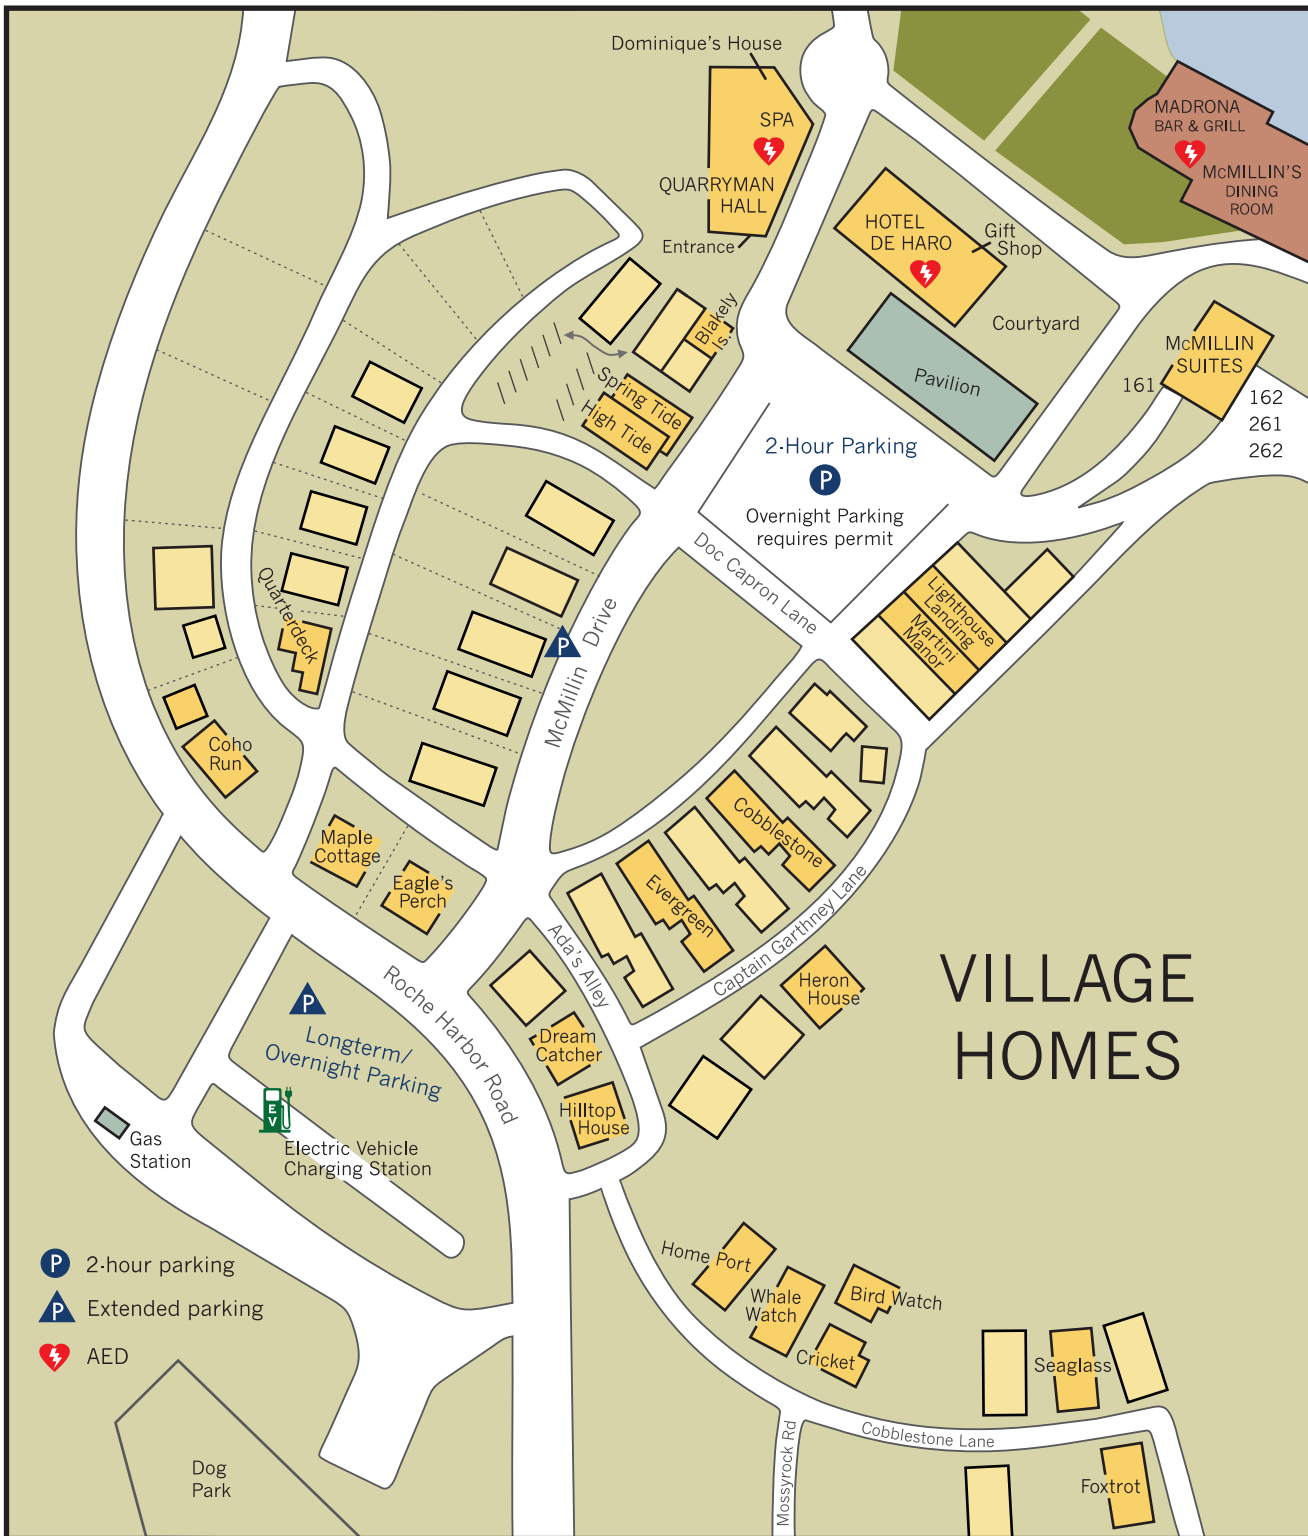 Dominique's House
SPA
QUARRYMAN
HALL
Entrance
MADRONA
BAR & GRILL
McMILLIN'S
DINING
ROOM
HOTEL
DE HARO
Gift
Shop
Courtyard
Pavilion
McMILLIN
SUITES
161
162
261
262
Blakely
Is.
Spring Tide
High Tide
2-Hour Parking
P
Overnight Parking
requires permit
Doc Capron Lane
Lighthouse
Landing
Martini
Manor
McMillin Drive
P
Quarterdeck
Coho
Run
Maple
Cottage
Eagle's
Perch
Cobblestone
Evergreen
Ada's Alley
Captain Garthney Lane
Heron
House
VILLAGE
HOMES
Roche Harbor Road
Dream
Catcher
Hilltop
House
P
Longterm/
Overnight Parking
E
V
Electric Vehicle
Charging Station
Gas
Station
P 2-hour parking
P Extended parking
AED
Dog
Park
Home Port
Whale
Watch
Bird Watch
Cricket
Seaglass
Cobblestone Lane
Mossyrock Rd
Foxtrot